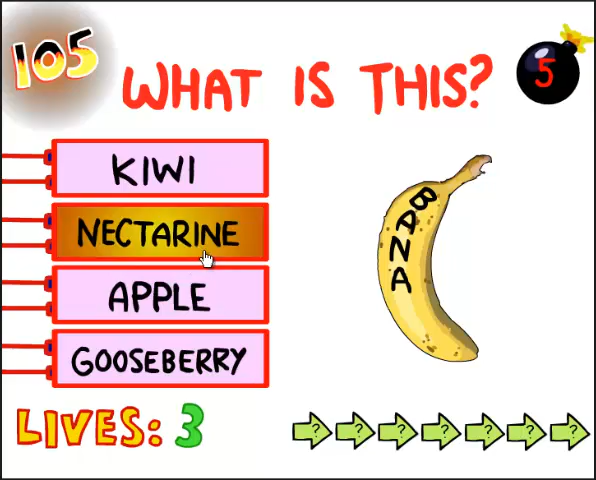 105
WHAT IS THIS?
5
KIWI
NECTARINE
APPLE
GOOSEBERRY
BANA
LIVES: 3
? ? ? ? ? ? ?